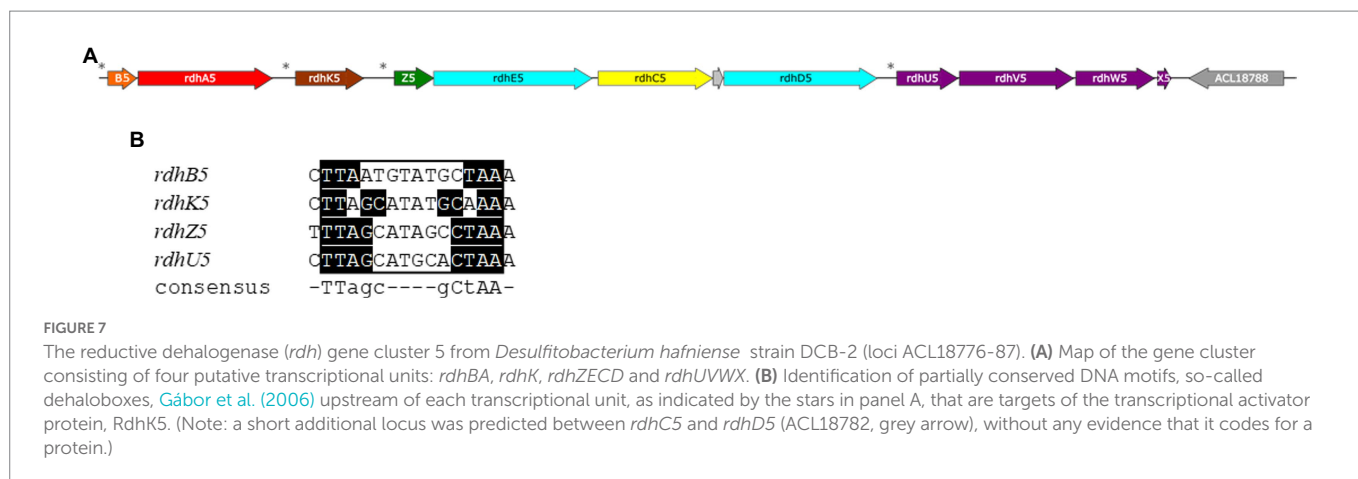 A
* * * *
B5 rdhA5 rdhK5 Z5 rdhE5 rdhC5 rdhD5 rdhU5 rdhV5 rdhW5 X5 ACL18788
B
rdhB5 CTTAATGTATGCTAAA
rdhK5 CTTAGCATATGCAAAA
rdhZ5 TTTAGCATAGCCTAAA
rdhU5 CTTAGCATGCACTAAA
consensus -TTagc----gCtAA-
FIGURE 7
The reductive dehalogenase (rdh) gene cluster 5 from Desulfitobacterium hafniense strain DCB-2 (loci ACL18776-87). (A) Map of the gene cluster
consisting of four putative transcriptional units: rdhBA, rdhK, rdhZECD and rdhUVWX. (B) Identification of partially conserved DNA motifs, so-called
dehaloboxes, Gábor et al. (2006) upstream of each transcriptional unit, as indicated by the stars in panel A, that are targets of the transcriptional activator
protein, RdhK5. (Note: a short additional locus was predicted between rdhC5 and rdhD5 (ACL18782, grey arrow), without any evidence that it codes for a
protein.)